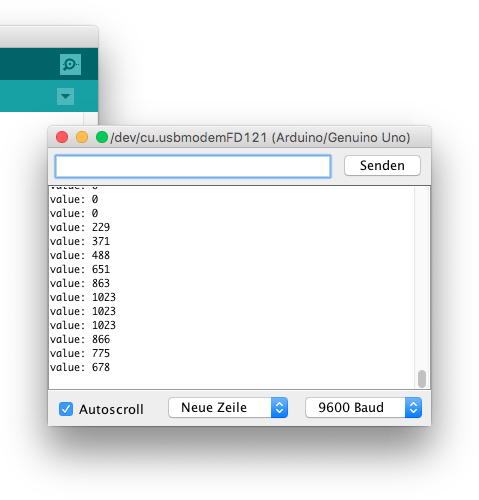 /dev/cu.usbmodemFD121 (Arduino/Genuino Uno)
Senden
value: 0
value: 0
value: 0
value: 229
value: 371
value: 488
value: 651
value: 863
value: 1023
value: 1023
value: 1023
value: 866
value: 775
value: 678
Autoscroll
Neue Zeile
9600 Baud